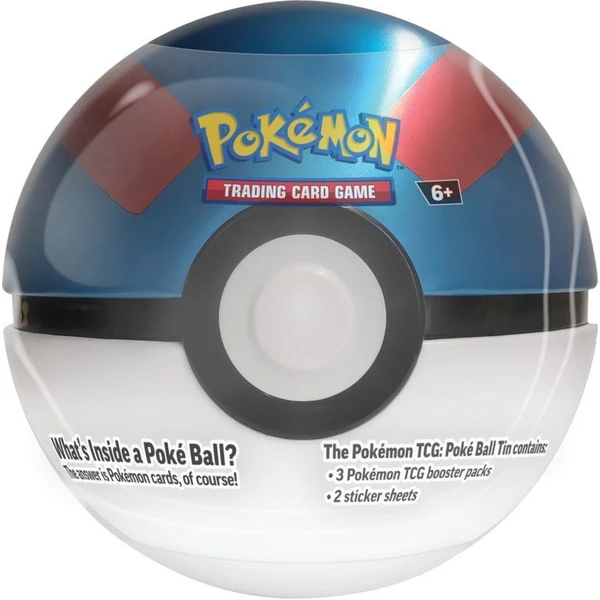 POKéMON
™
TRADING CARD GAME
6+
What's Inside a Poké Ball?
The answer is Pokémon cards, of course!
The Pokémon TCG: Poké Ball Tin contains:
• 3 Pokémon TCG booster packs
• 2 sticker sheets